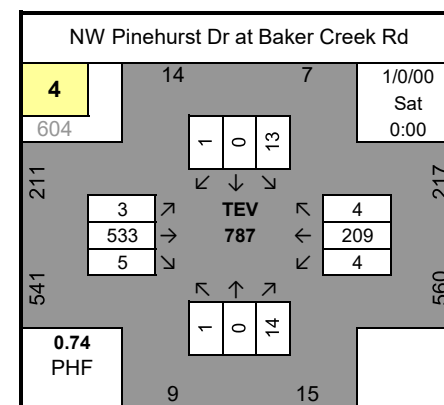 NW Pinehurst Dr at Baker Creek Rd
4
14
7
1/0/00
Sat
0:00
604
1
0
13
211
217
↙ ↓ ↘
3 ↗ TEV ↖ 4
533 → 787 ← 209
5 ↘ ↙ 4
↖ ↑ ↗
541
560
1
0
14
0.74
PHF
9
15